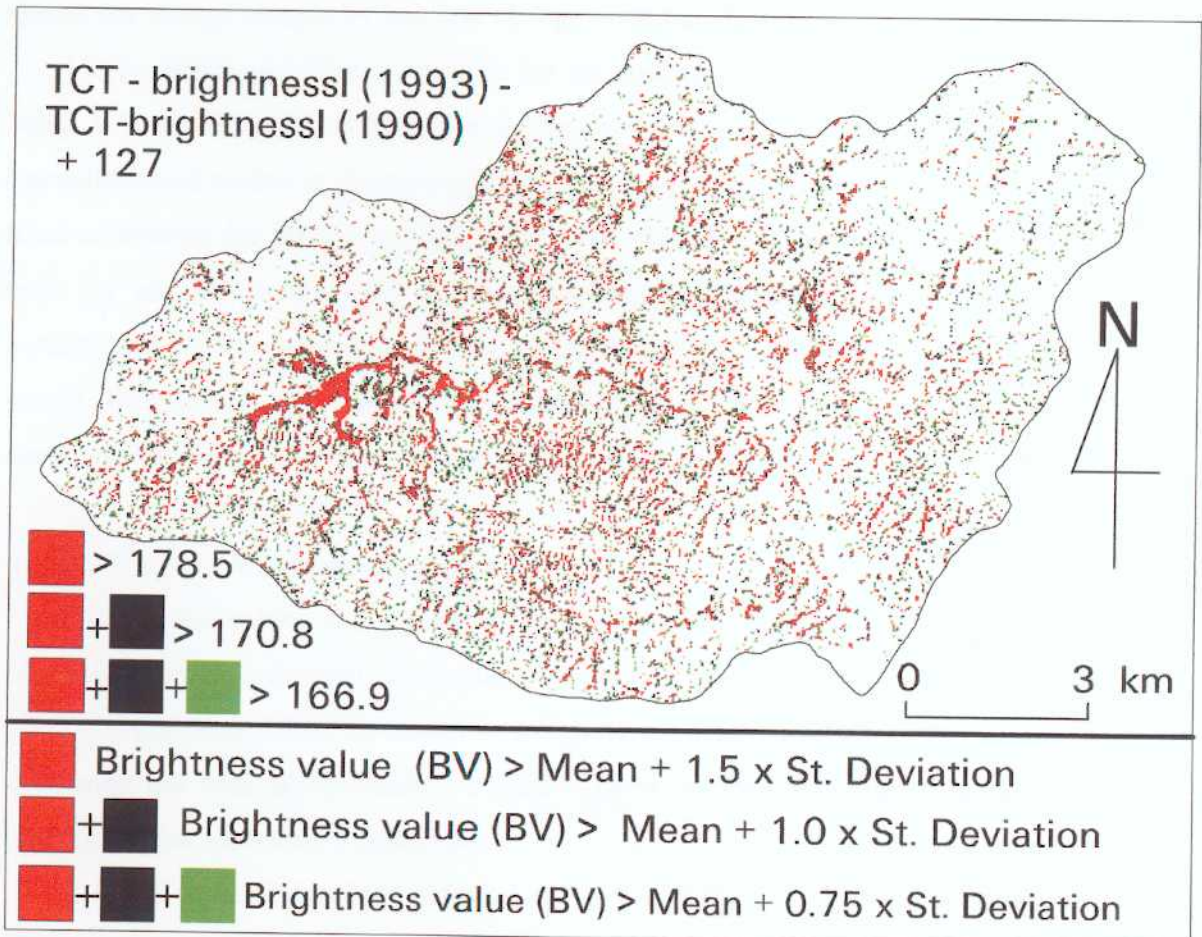 TCT - brightnessl (1993) -
TCT-brightnessl (1990)
+ 127
N
> 178.5
+ > 170.8
+ + > 166.9
0 3 km
Brightness value (BV) > Mean + 1.5 x St. Deviation
+ Brightness value (BV) > Mean + 1.0 x St. Deviation
+ + Brightness value (BV) > Mean + 0.75 x St. Deviation